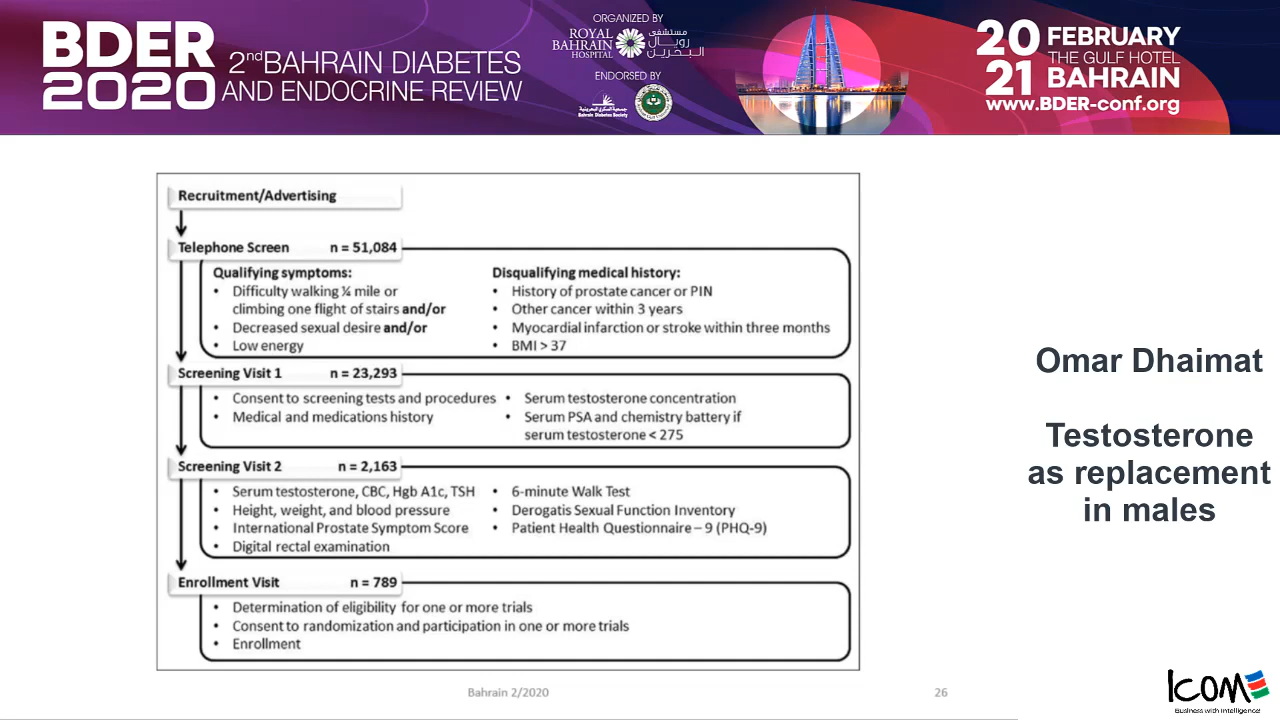 BDER
2020
2nd BAHRAIN DIABETES
AND ENDOCRINE REVIEW
ORGANIZED BY
ROYAL
BAHRAIN
HOSPITAL
مستشفى
رويال
البحرين
ENDORSED BY
جمعية السكري البحرينية
Bahrain Diabetes Society
20
21
FEBRUARY
THE GULF HOTEL
BAHRAIN
www.BDER-conf.org
Recruitment/Advertising
Telephone Screen n = 51,084
Qualifying symptoms:
• Difficulty walking ¼ mile or
climbing one flight of stairs and/or
• Decreased sexual desire and/or
• Low energy
Disqualifying medical history:
• History of prostate cancer or PIN
• Other cancer within 3 years
• Myocardial infarction or stroke within three months
• BMI > 37
Screening Visit 1 n = 23,293
• Consent to screening tests and procedures
• Medical and medications history
• Serum testosterone concentration
• Serum PSA and chemistry battery if
serum testosterone < 275
Screening Visit 2 n = 2,163
• Serum testosterone, CBC, Hgb A1c, TSH
• Height, weight, and blood pressure
• International Prostate Symptom Score
• Digital rectal examination
• 6-minute Walk Test
• Derogatis Sexual Function Inventory
• Patient Health Questionnaire – 9 (PHQ-9)
Enrollment Visit n = 789
• Determination of eligibility for one or more trials
• Consent to randomization and participation in one or more trials
• Enrollment
Bahrain 2/2020
26
Omar Dhaimat
Testosterone
as replacement
in males
ICOM
Business with Intelligence!